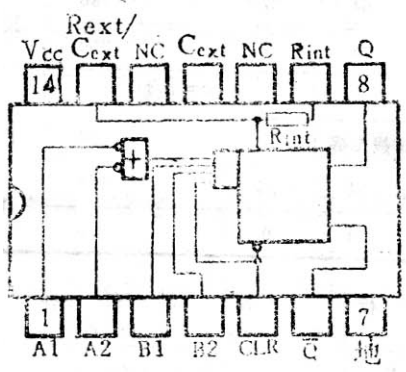 Rext/
Vcc Cext NC Cext NC Rint Q
14 8
Rint
+
1 7
A1 A2 B1 B2 CLR Q̄ 地